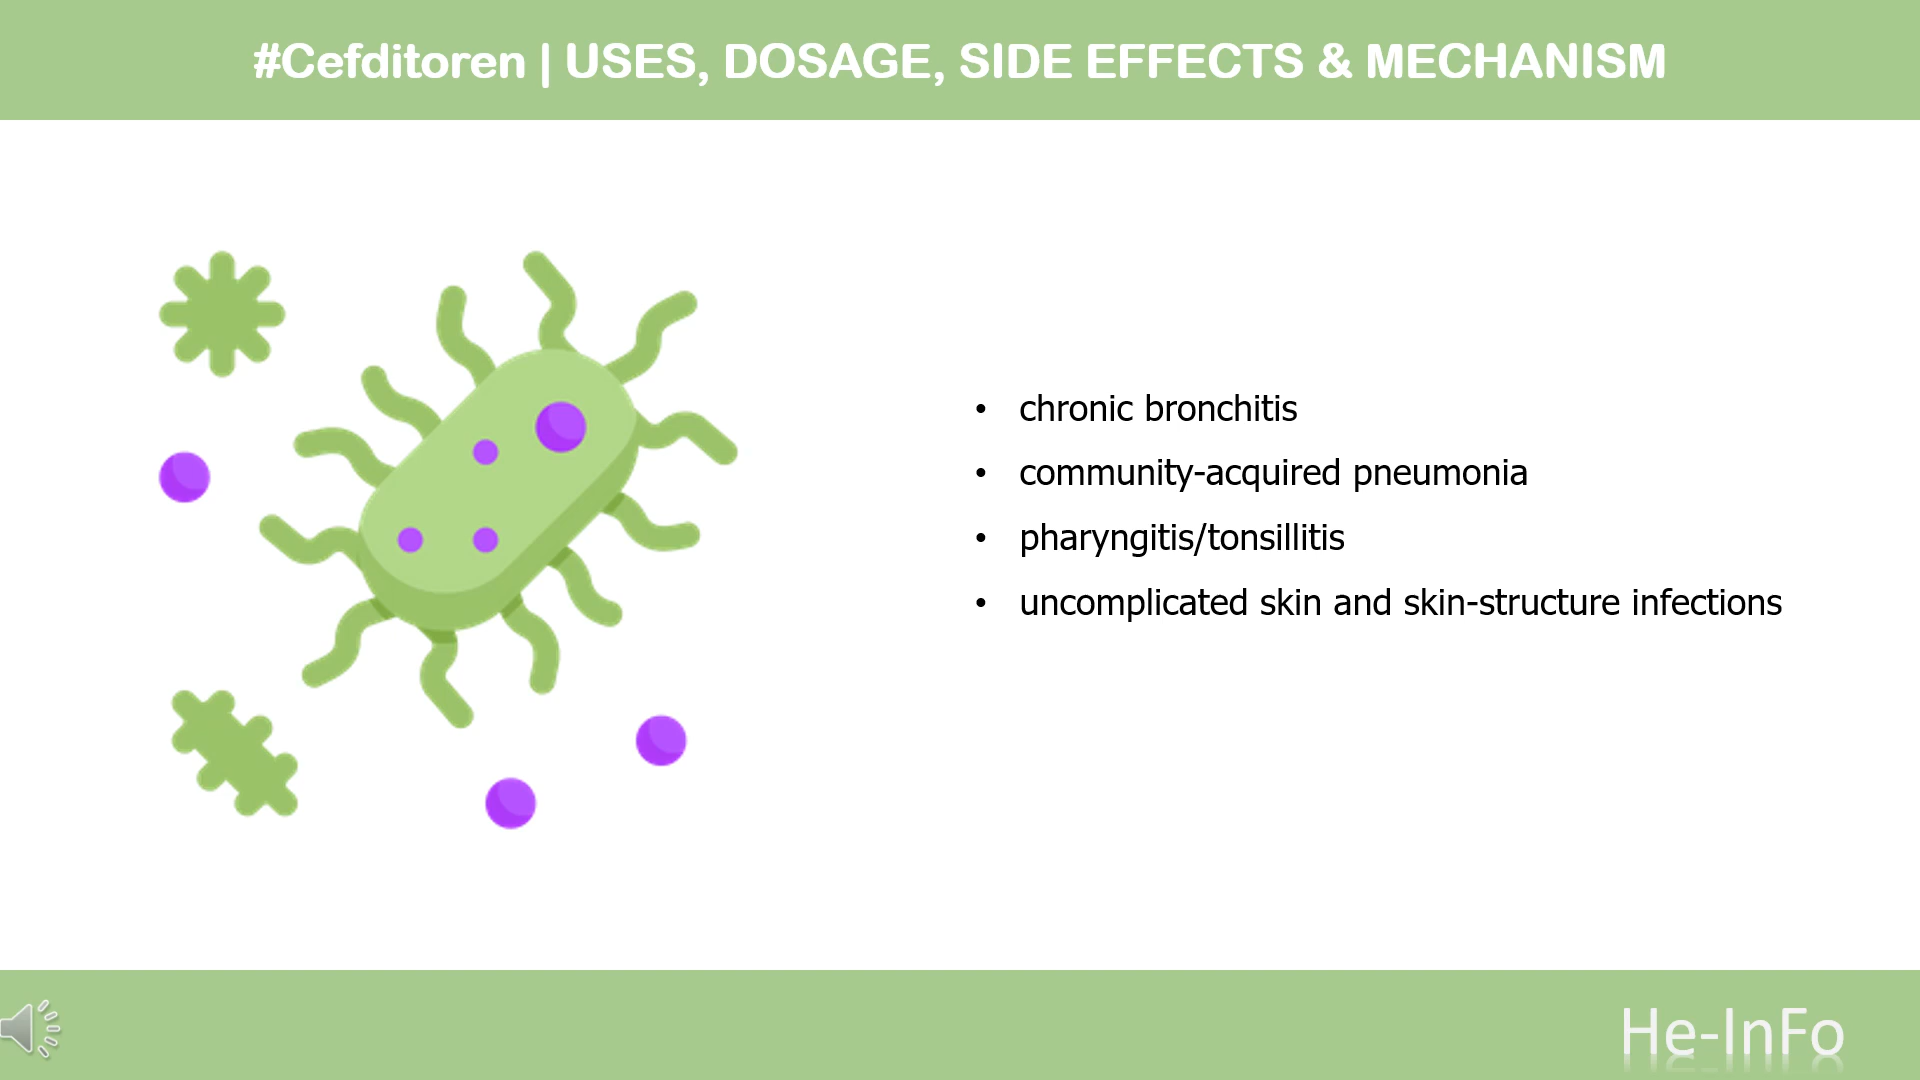 #Cefditoren | USES, DOSAGE, SIDE EFFECTS & MECHANISM
• chronic bronchitis
• community-acquired pneumonia
• pharyngitis/tonsillitis
• uncomplicated skin and skin-structure infections
He-InFo